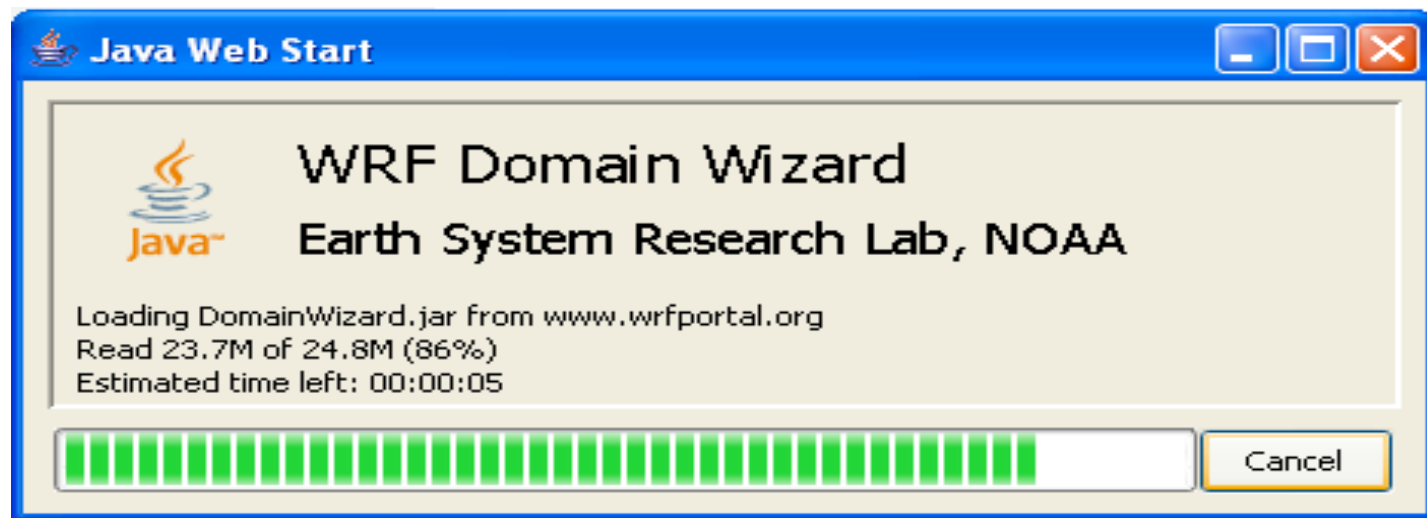 Java Web Start
WRF Domain Wizard
Java™
Earth System Research Lab, NOAA
Loading DomainWizard.jar from www.wrfportal.org
Read 23.7M of 24.8M (86%)
Estimated time left: 00:00:05
Cancel